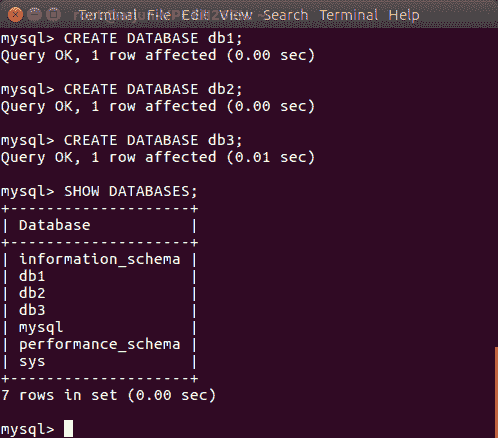 Terminal File Edit View Search Terminal Help
mysql> CREATE DATABASE db1;
Query OK, 1 row affected (0.00 sec)
mysql> CREATE DATABASE db2;
Query OK, 1 row affected (0.00 sec)
mysql> CREATE DATABASE db3;
Query OK, 1 row affected (0.01 sec)
mysql> SHOW DATABASES;
+--------------------+
| Database           |
+--------------------+
| information_schema |
| db1                |
| db2                |
| db3                |
| mysql              |
| performance_schema |
| sys                |
+--------------------+
7 rows in set (0.00 sec)
mysql>